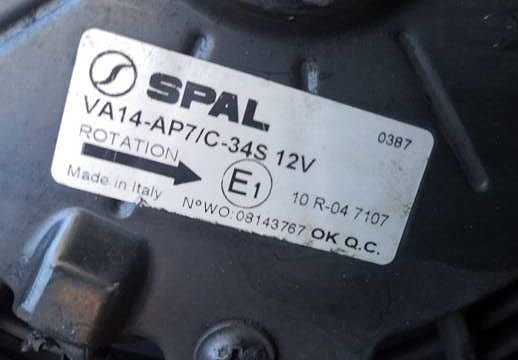 SPAL
VA14-AP7/C-34S 12V
0387
ROTATION
E1
10 R-04 7107
Made in Italy
N°WO:08143767 OK Q.C.